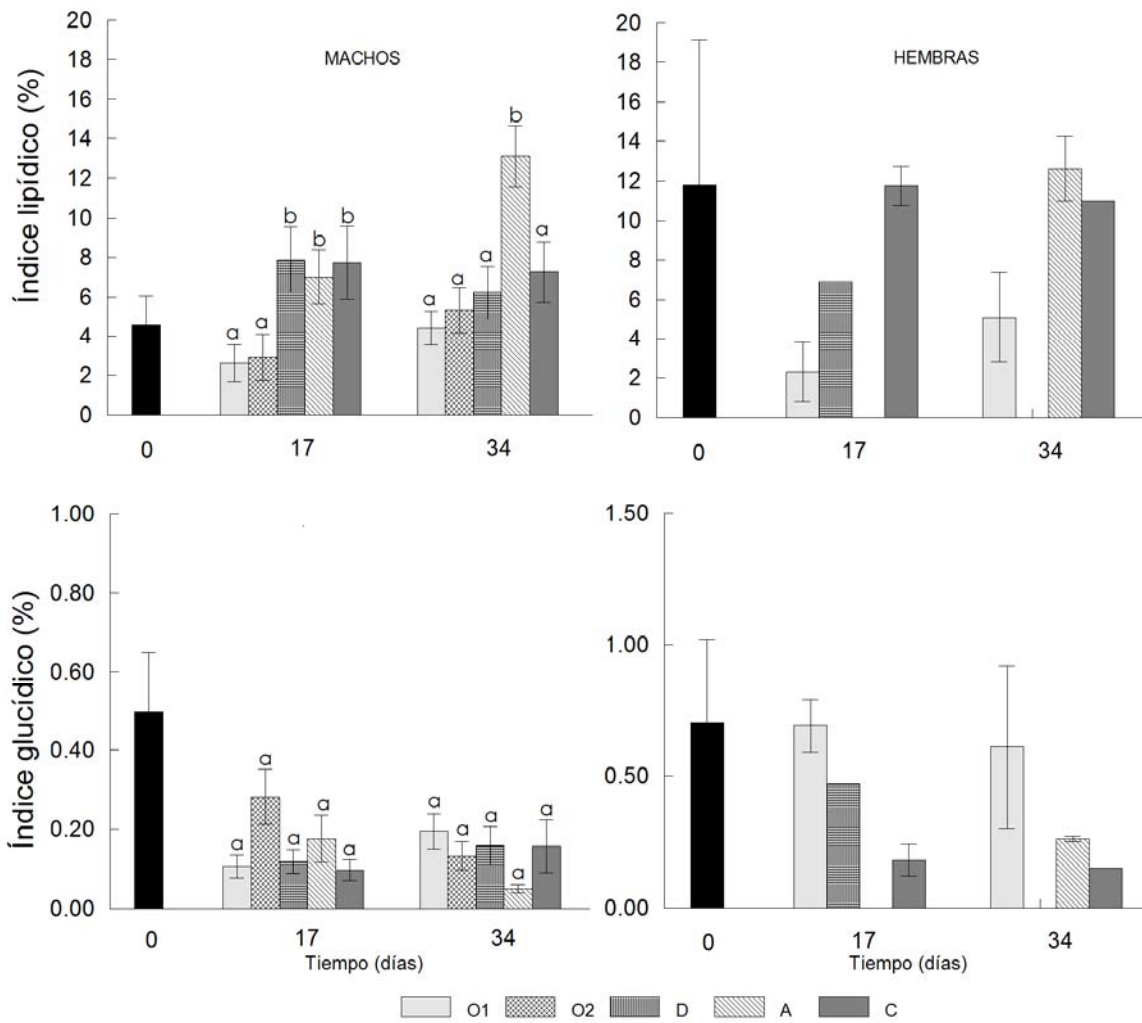 MACHOS
Índice lipídico (%)
20
18
16
14
12
10
8
6
4
2
0
a a b b b
a a a b a
0 17 34
HEMBRAS
20
18
16
14
12
10
8
6
4
2
0
0 17 34
Índice glucídico (%)
1.00
0.80
0.60
0.40
0.20
0.00
a a a a a
a a a a a
0 17 34
Tiempo (días)
1.50
1.00
0.50
0.00
0 17 34
Tiempo (días)
O1 O2 D A C